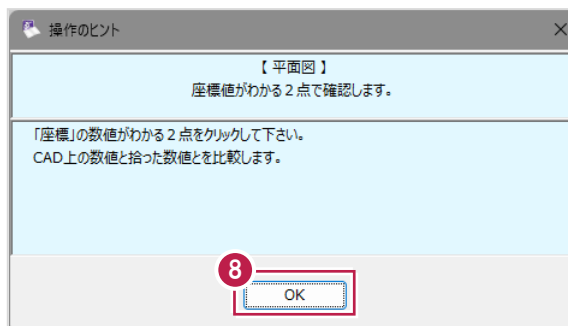 操作のヒント
【 平面図 】
座標値がわかる２点で確認します。
「座標」の数値がわかる２点をクリックして下さい。
CAD上の数値と拾った数値とを比較します。
8
OK